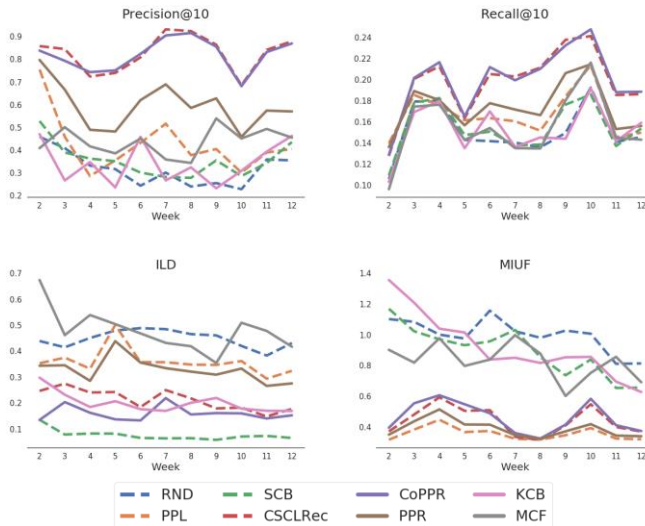 Precision@10
0.9
0.8
0.7
0.6
0.5
0.4
0.3
0.2
2 3 4 5 6 7 8 9 10 11 12
Week
Recall@10
0.24
0.22
0.20
0.18
0.16
0.14
0.12
0.10
2 3 4 5 6 7 8 9 10 11 12
Week
ILD
0.7
0.6
0.5
0.4
0.3
0.2
0.1
2 3 4 5 6 7 8 9 10 11 12
Week
MIUF
1.4
1.2
1.0
0.8
0.6
0.4
2 3 4 5 6 7 8 9 10 11 12
Week
RND SCB CoPPR KCB
PPL CSCLRec PPR MCF